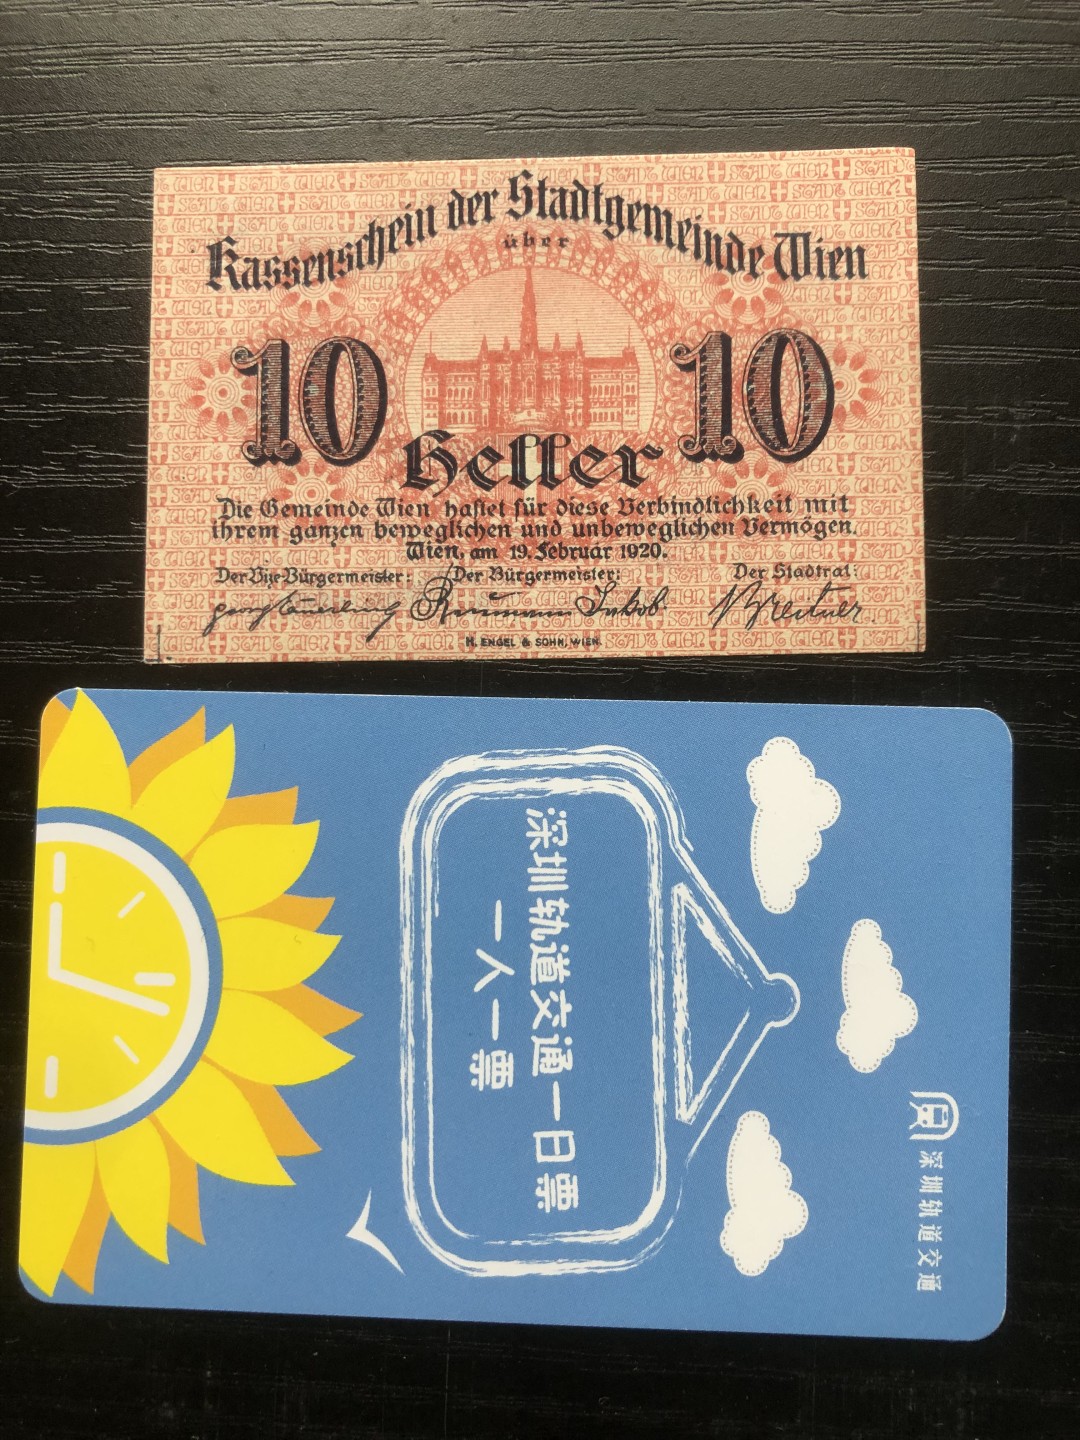 Kassenschein der Stadtgemeinde Wien
über
10 10
Heller
Die Gemeinde Wien haftet für diese Verbindlichkeit mit
ihrem ganzen beweglichen und unbeweglichen Vermögen.
Wien, am 19. Februar 1920.
Der Vize-Bürgermeister: Der Bürgermeister: Der Stadtrat:
Reumann Jakob
H. ENGEL & SOHN, WIEN.
深圳轨道交通一日票
一人一票
深圳轨道交通